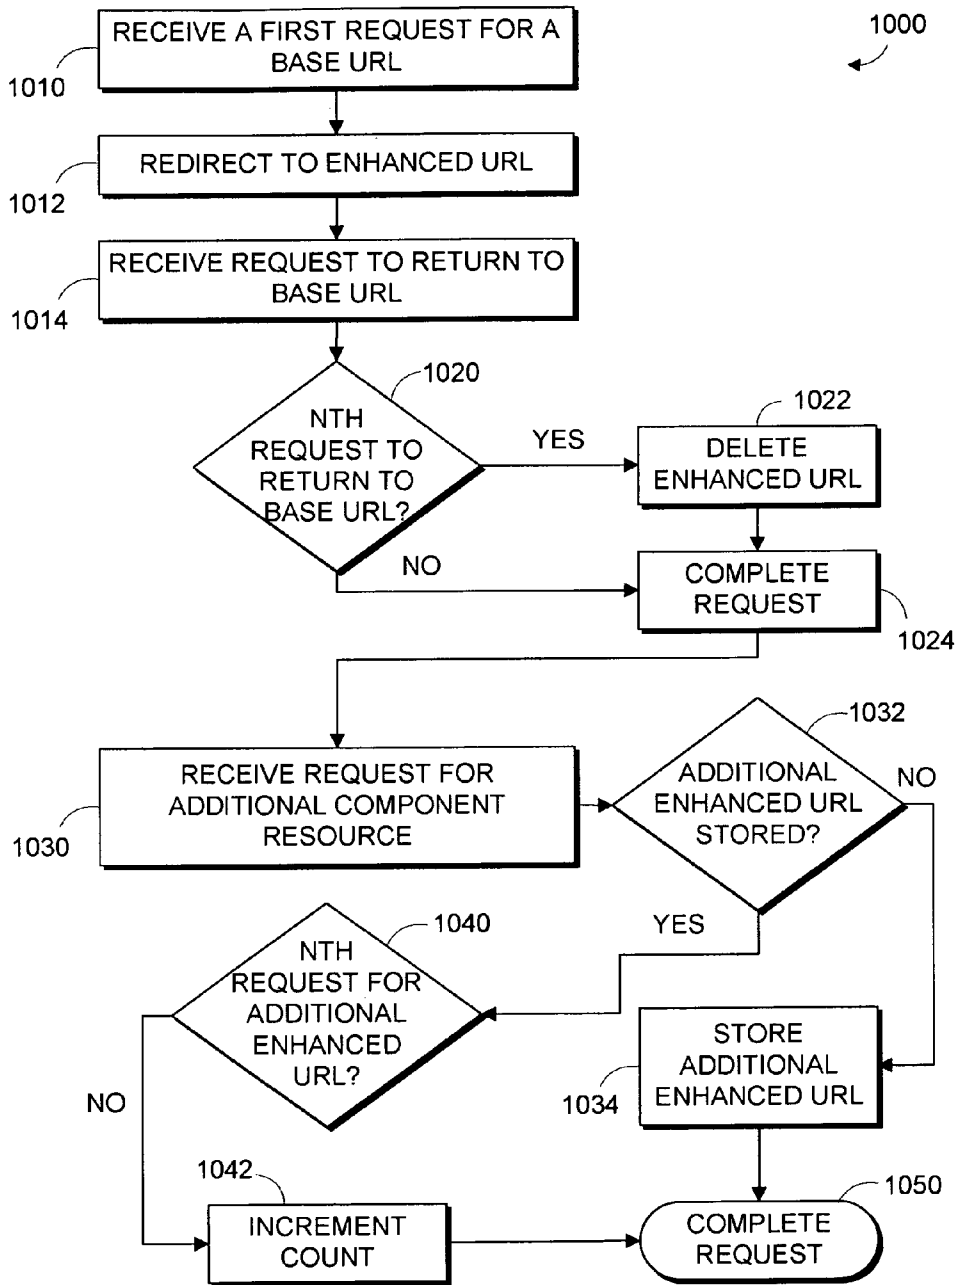 RECEIVE A FIRST REQUEST FOR A
BASE URL
1000
1010
REDIRECT TO ENHANCED URL
1012
RECEIVE REQUEST TO RETURN TO
BASE URL
1014
1020
NTH
REQUEST TO
RETURN TO
BASE URL?
YES
NO
1022
DELETE
ENHANCED URL
COMPLETE
REQUEST
1024
RECEIVE REQUEST FOR
ADDITIONAL COMPONENT
RESOURCE
1030
1032
ADDITIONAL
ENHANCED URL
STORED?
NO
YES
1040
NTH
REQUEST FOR
ADDITIONAL
ENHANCED
URL?
NO
STORE
ADDITIONAL
ENHANCED URL
1034
1042
INCREMENT
COUNT
1050
COMPLETE
REQUEST